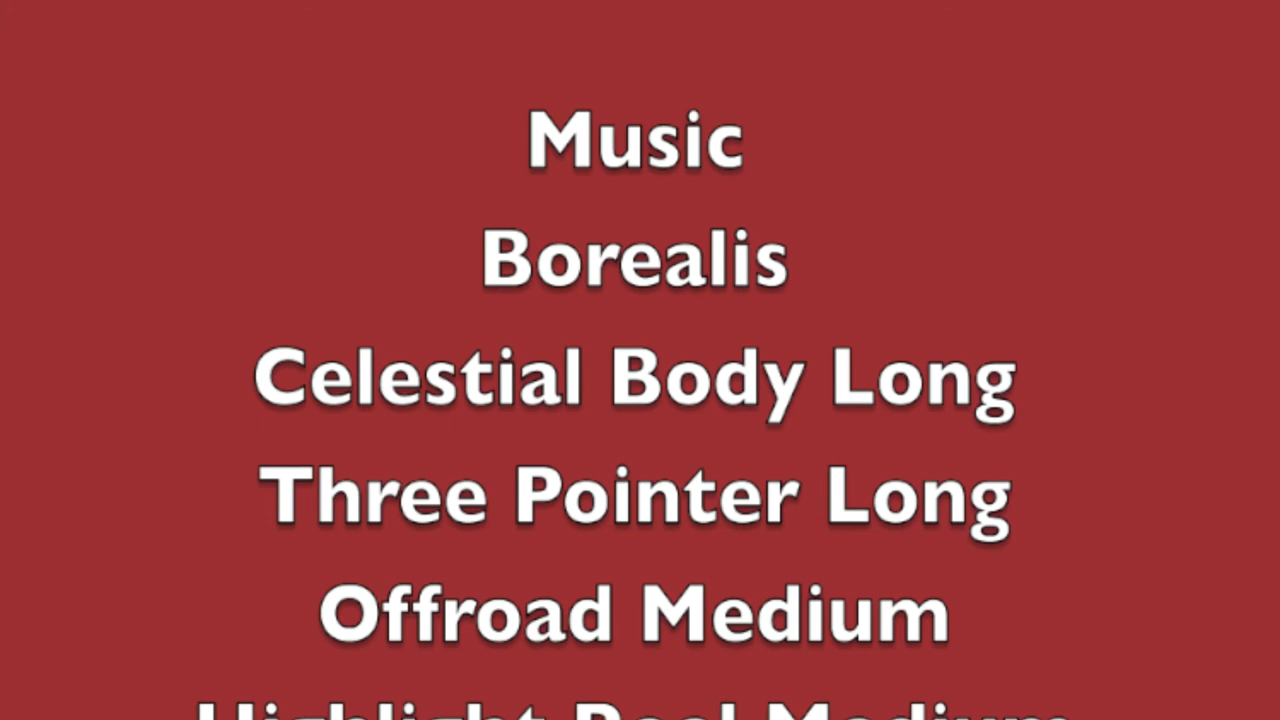 Music
Borealis
Celestial Body Long
Three Pointer Long
Offroad Medium
Highlight Reel Medium